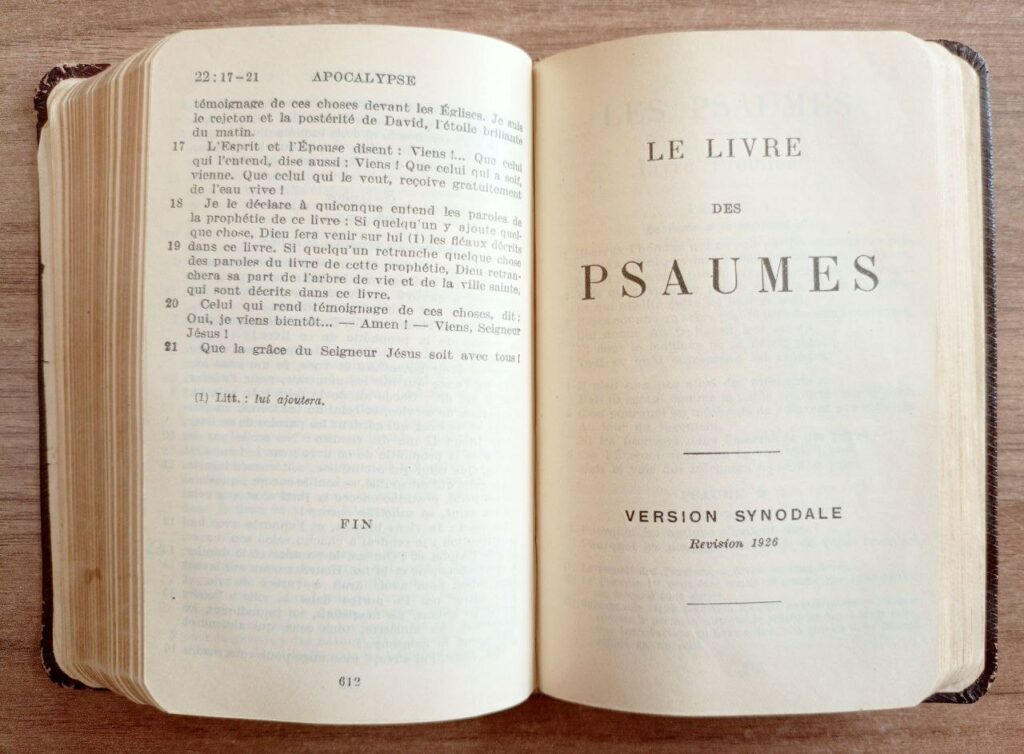 22:17-21 APOCALYPSE
témoignage de ces choses devant les Églises. Je suis
le rejeton et la postérité de David, l'étoile brillante
du matin.
17 L'Esprit et l'Épouse disent : Viens !... Que celui
qui l'entend, dise aussi : Viens ! Que celui qui a soif,
vienne. Que celui qui le veut, reçoive gratuitement
de l'eau vive !
18 Je le déclare à quiconque entend les paroles de
la prophétie de ce livre : Si quelqu'un y ajoute quel-
que chose, Dieu fera venir sur lui (1) les fléaux décrits
19 dans ce livre. Si quelqu'un retranche quelque chose
des paroles du livre de cette prophétie, Dieu retran-
chera sa part de l'arbre de vie et de la ville sainte,
qui sont décrits dans ce livre.
20 Celui qui rend témoignage de ces choses, dit :
Oui, je viens bientôt... — Amen ! — Viens, Seigneur
Jésus !
21 Que la grâce du Seigneur Jésus soit avec tous !
(1) Litt. : lui ajoutera.
FIN
612
LE LIVRE
DES
PSAUMES
VERSION SYNODALE
Revision 1926